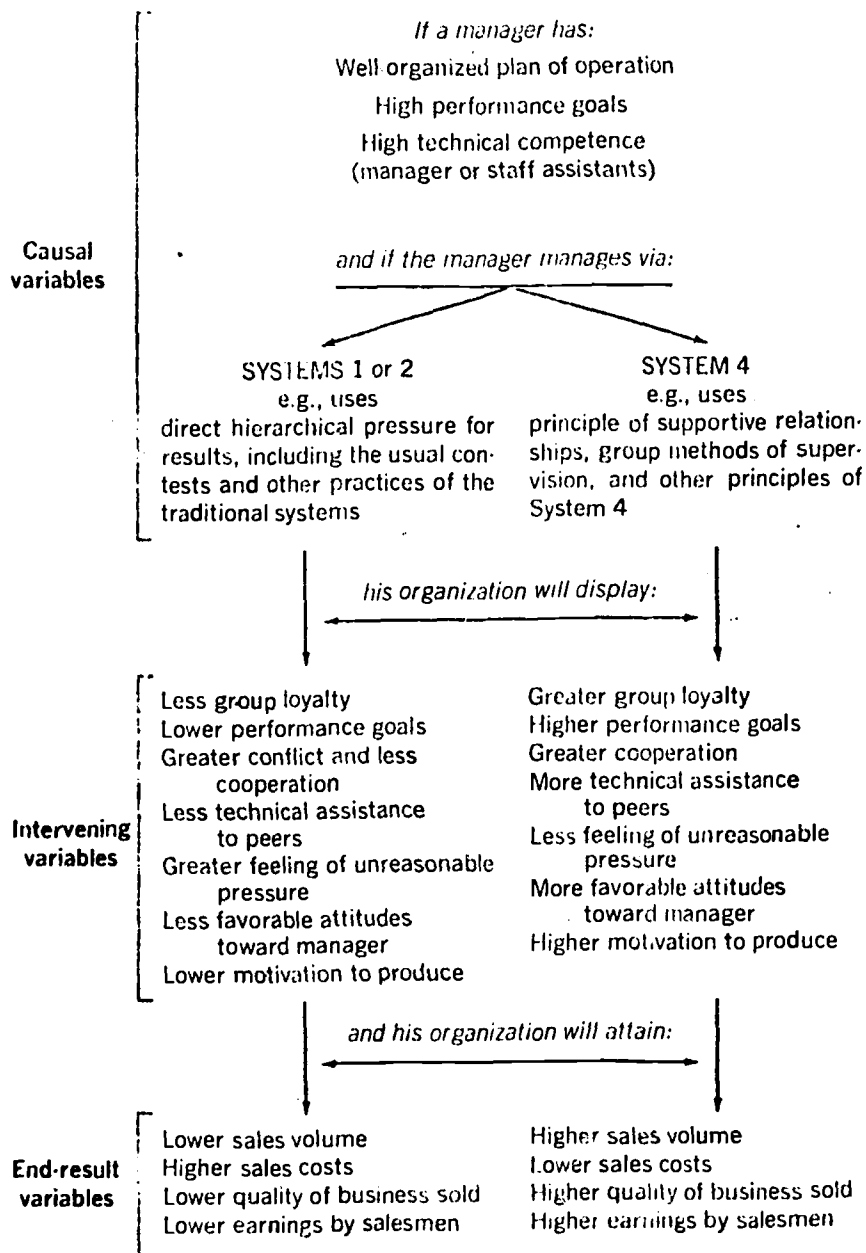 If a manager has:
Well organized plan of operation
High performance goals
High technical competence
(manager or staff assistants)
Causal
variables
and if the manager manages via:
SYSTEMS 1 or 2
e.g., uses
direct hierarchical pressure for
results, including the usual con-
tests and other practices of the
traditional systems
SYSTEM 4
e.g., uses
principle of supportive relation-
ships, group methods of super-
vision, and other principles of
System 4
his organization will display:
Intervening
variables
Less group loyalty
Lower performance goals
Greater conflict and less
cooperation
Less technical assistance
to peers
Greater feeling of unreasonable
pressure
Less favorable attitudes
toward manager
Lower motivation to produce
Greater group loyalty
Higher performance goals
Greater cooperation
More technical assistance
to peers
Less feeling of unreasonable
pressure
More favorable attitudes
toward manager
Higher motivation to produce
and his organization will attain:
End-result
variables
Lower sales volume
Higher sales costs
Lower quality of business sold
Lower earnings by salesmen
Higher sales volume
Lower sales costs
Higher quality of business sold
Higher earnings by salesmen